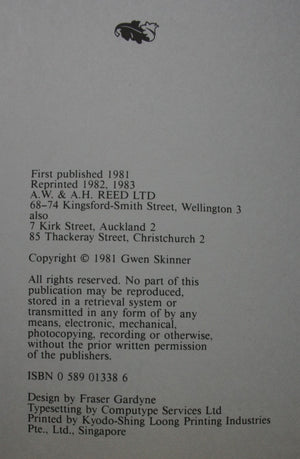 First published 1981
Reprinted 1982, 1983
A.W. & A.H. REED LTD
68–74 Kingsford-Smith Street, Wellington 3
also
7 Kirk Street, Auckland 2
85 Thackeray Street, Christchurch 2
Copyright © 1981 Gwen Skinner
All rights reserved. No part of this
publication may be reproduced,
stored in a retrieval system or
transmitted in any form of by any
means, electronic, mechanical,
photocopying, recording or otherwise,
without the prior written permission
of the publishers.
ISBN 0 589 01338 6
Design by Fraser Gardyne
Typesetting by Computype Services Ltd
Printed by Kyodo-Shing Loong Printing Industries
Pte., Ltd., Singapore